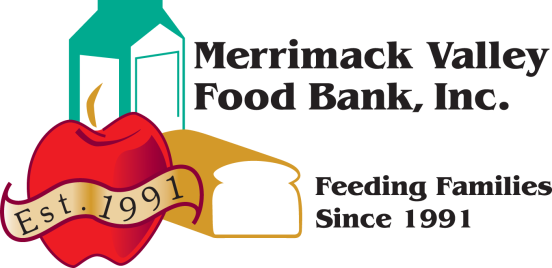 Merrimack Valley
Food Bank, Inc.
Est. 1991
Feeding Families
Since 1991